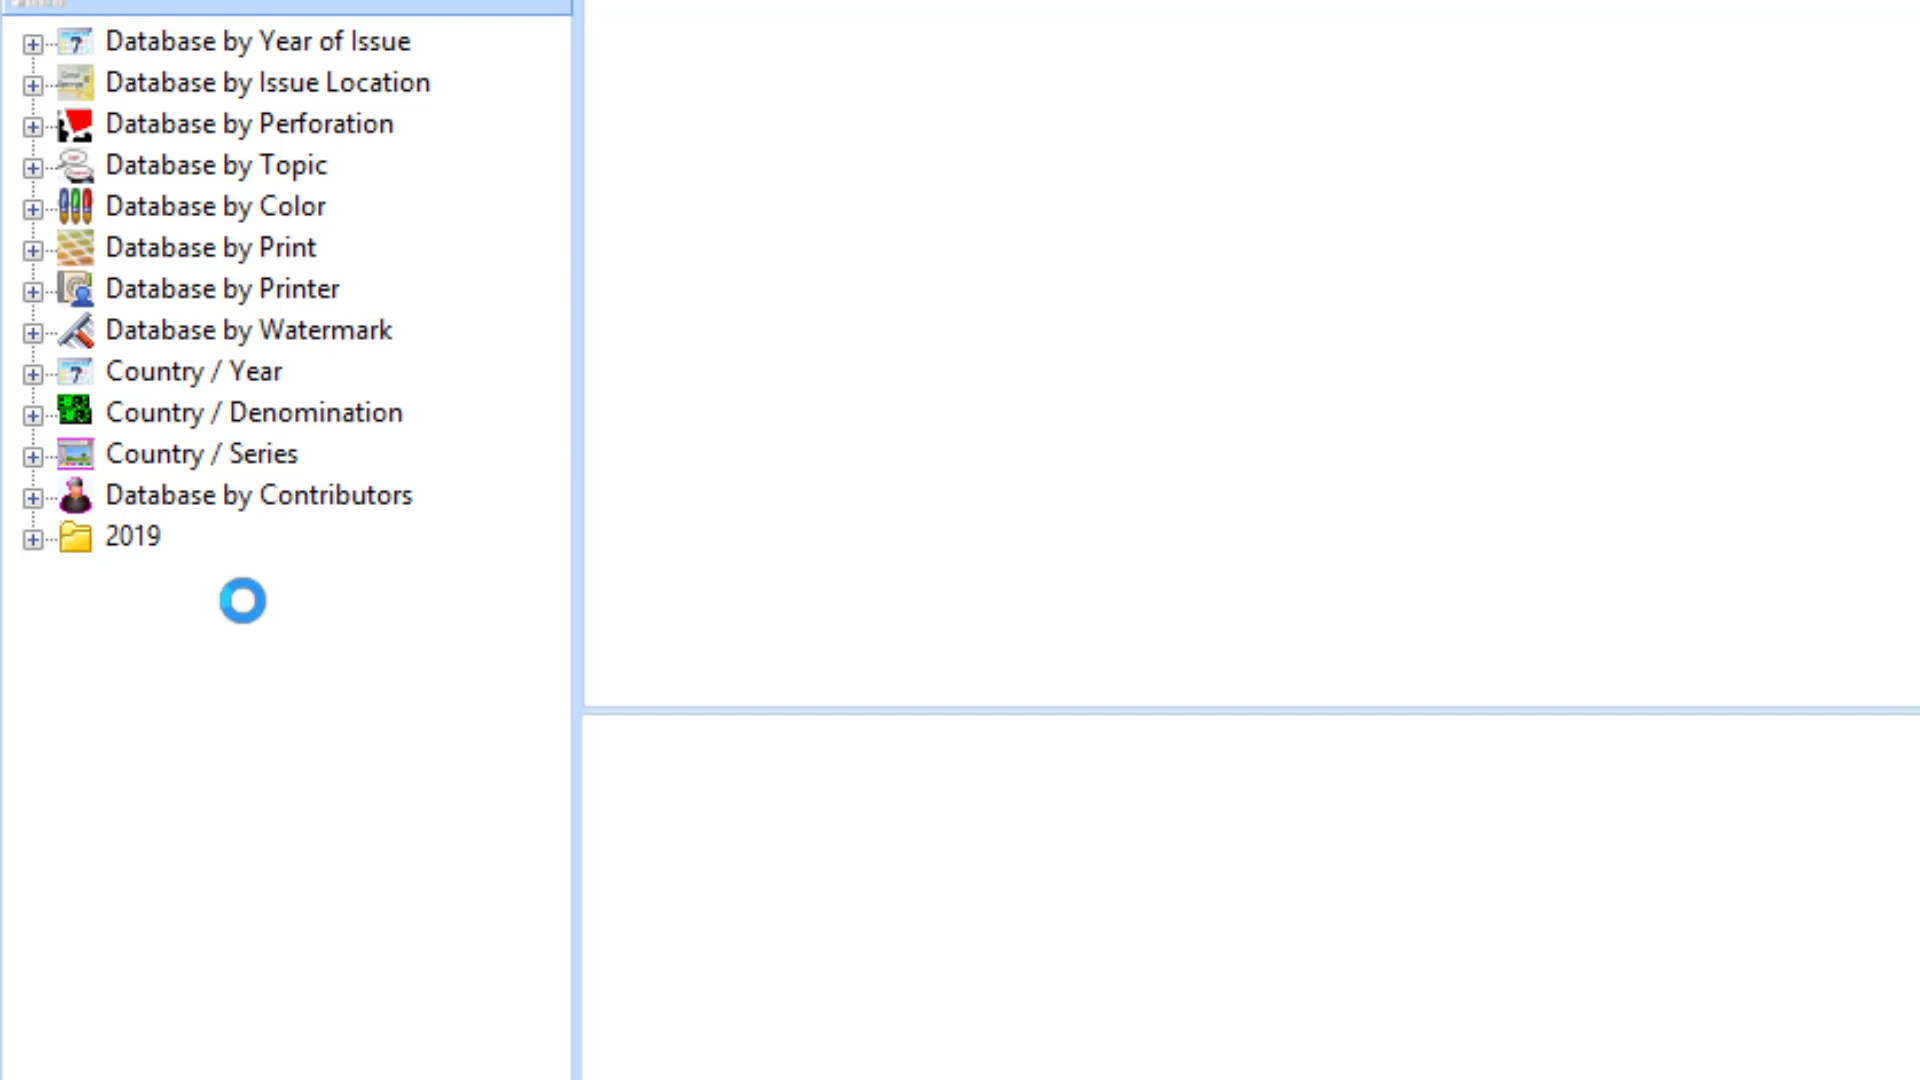 Database by Year of Issue
Database by Issue Location
Database by Perforation
Database by Topic
Database by Color
Database by Print
Database by Printer
Database by Watermark
Country / Year
Country / Denomination
Country / Series
Database by Contributors
2019